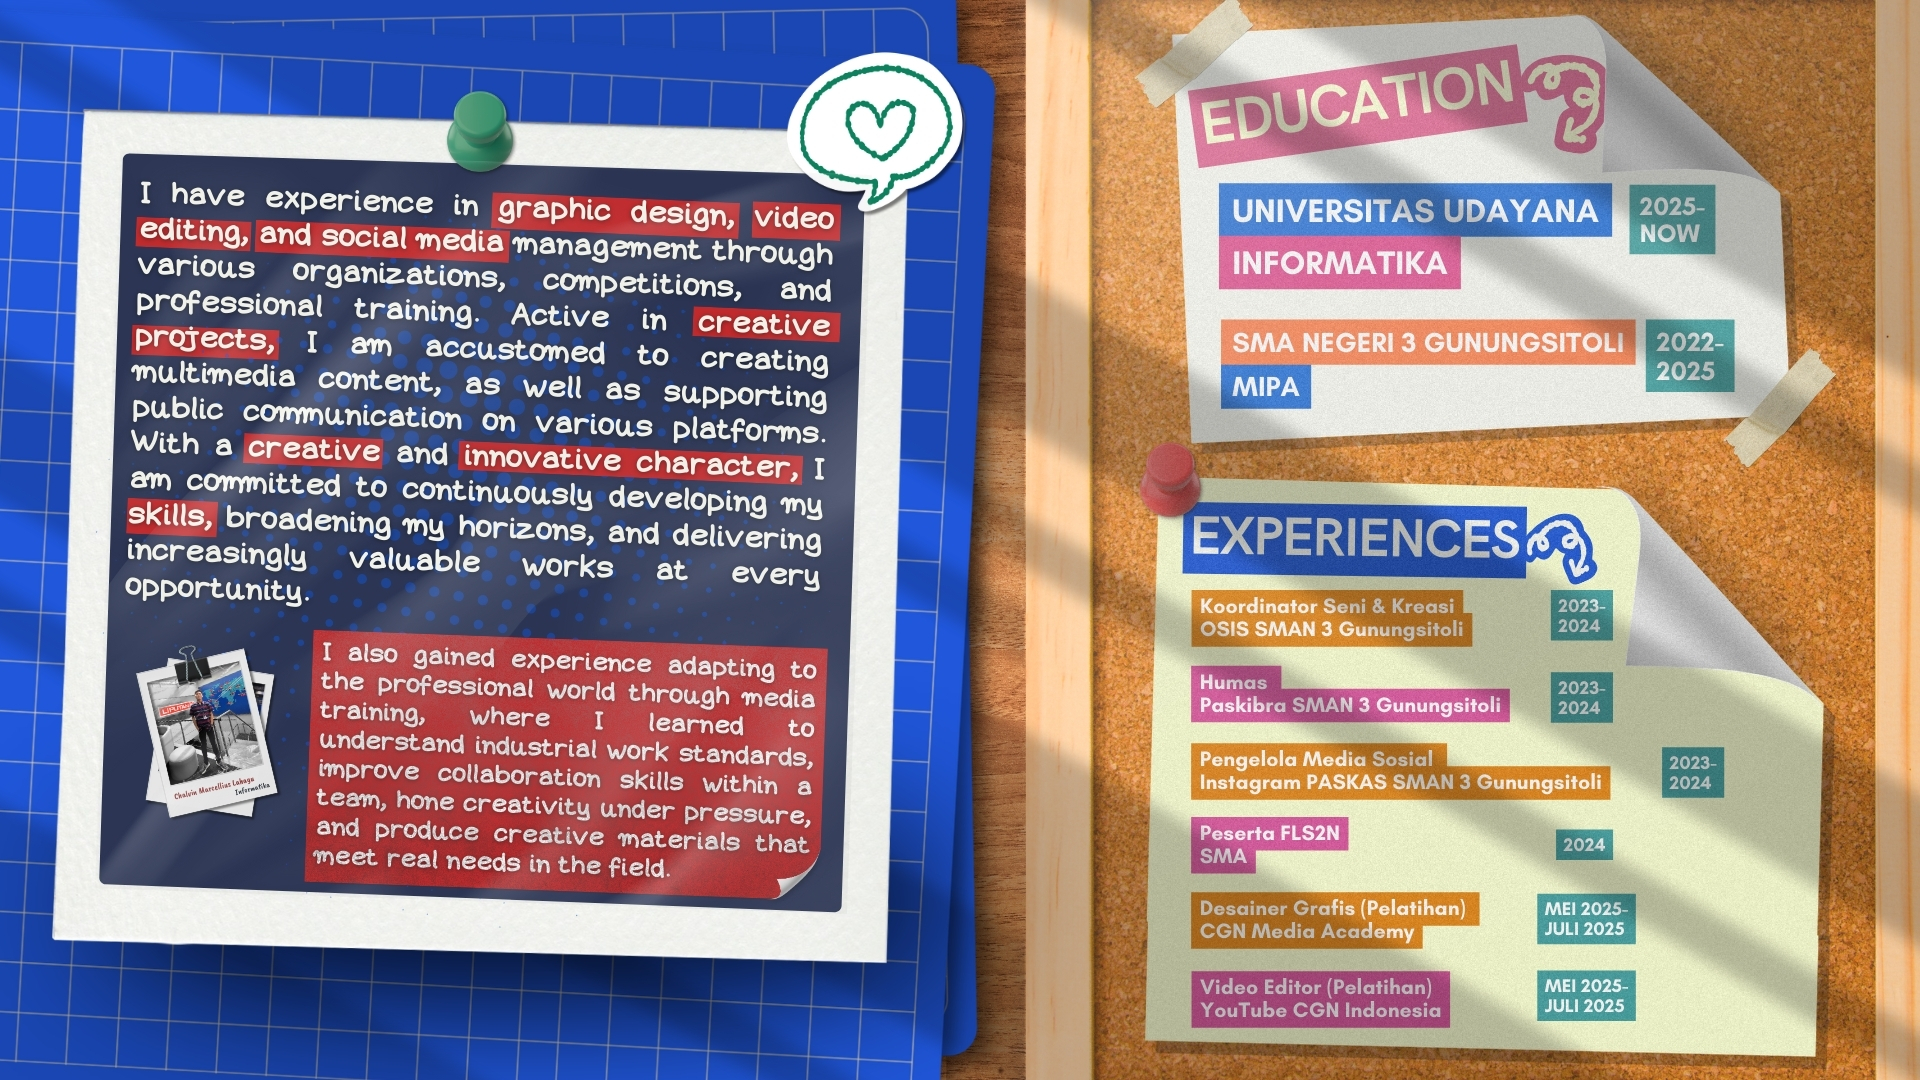 I have experience in graphic design, video
editing, and social media management through
various organizations, competitions, and
professional training. Active in creative
projects, I am accustomed to creating
multimedia content, as well as supporting
public communication on various platforms.
With a creative and innovative character, I
am committed to continuously developing my
skills, broadening my horizons, and delivering
increasingly valuable works at every
opportunity.
I also gained experience adapting to
the professional world through media
training, where I learned to
understand industrial work standards,
improve collaboration skills within a
team, hone creativity under pressure,
and produce creative materials that
meet real needs in the field.
Chalvin Marcellius Lahagu
Informatika
EDUCATION
UNIVERSITAS UDAYANA
INFORMATIKA
2025-
NOW
SMA NEGERI 3 GUNUNGSITOLI
MIPA
2022-
2025
EXPERIENCES
Koordinator Seni & Kreasi
OSIS SMAN 3 Gunungsitoli
2023-
2024
Humas
Paskibra SMAN 3 Gunungsitoli
2023-
2024
Pengelola Media Sosial
Instagram PASKAS SMAN 3 Gunungsitoli
2023-
2024
Peserta FLS2N
SMA
2024
Desainer Grafis (Pelatihan)
CGN Media Academy
MEI 2025-
JULI 2025
Video Editor (Pelatihan)
YouTube CGN Indonesia
MEI 2025-
JULI 2025